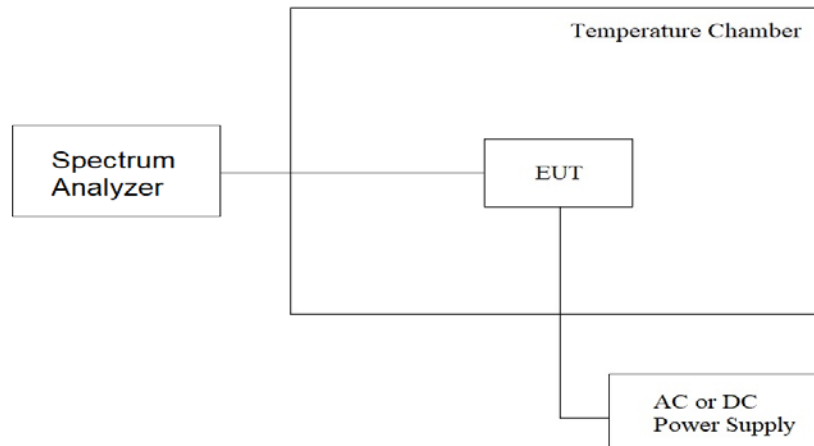 Temperature Chamber
Spectrum
Analyzer
EUT
AC or DC
Power Supply